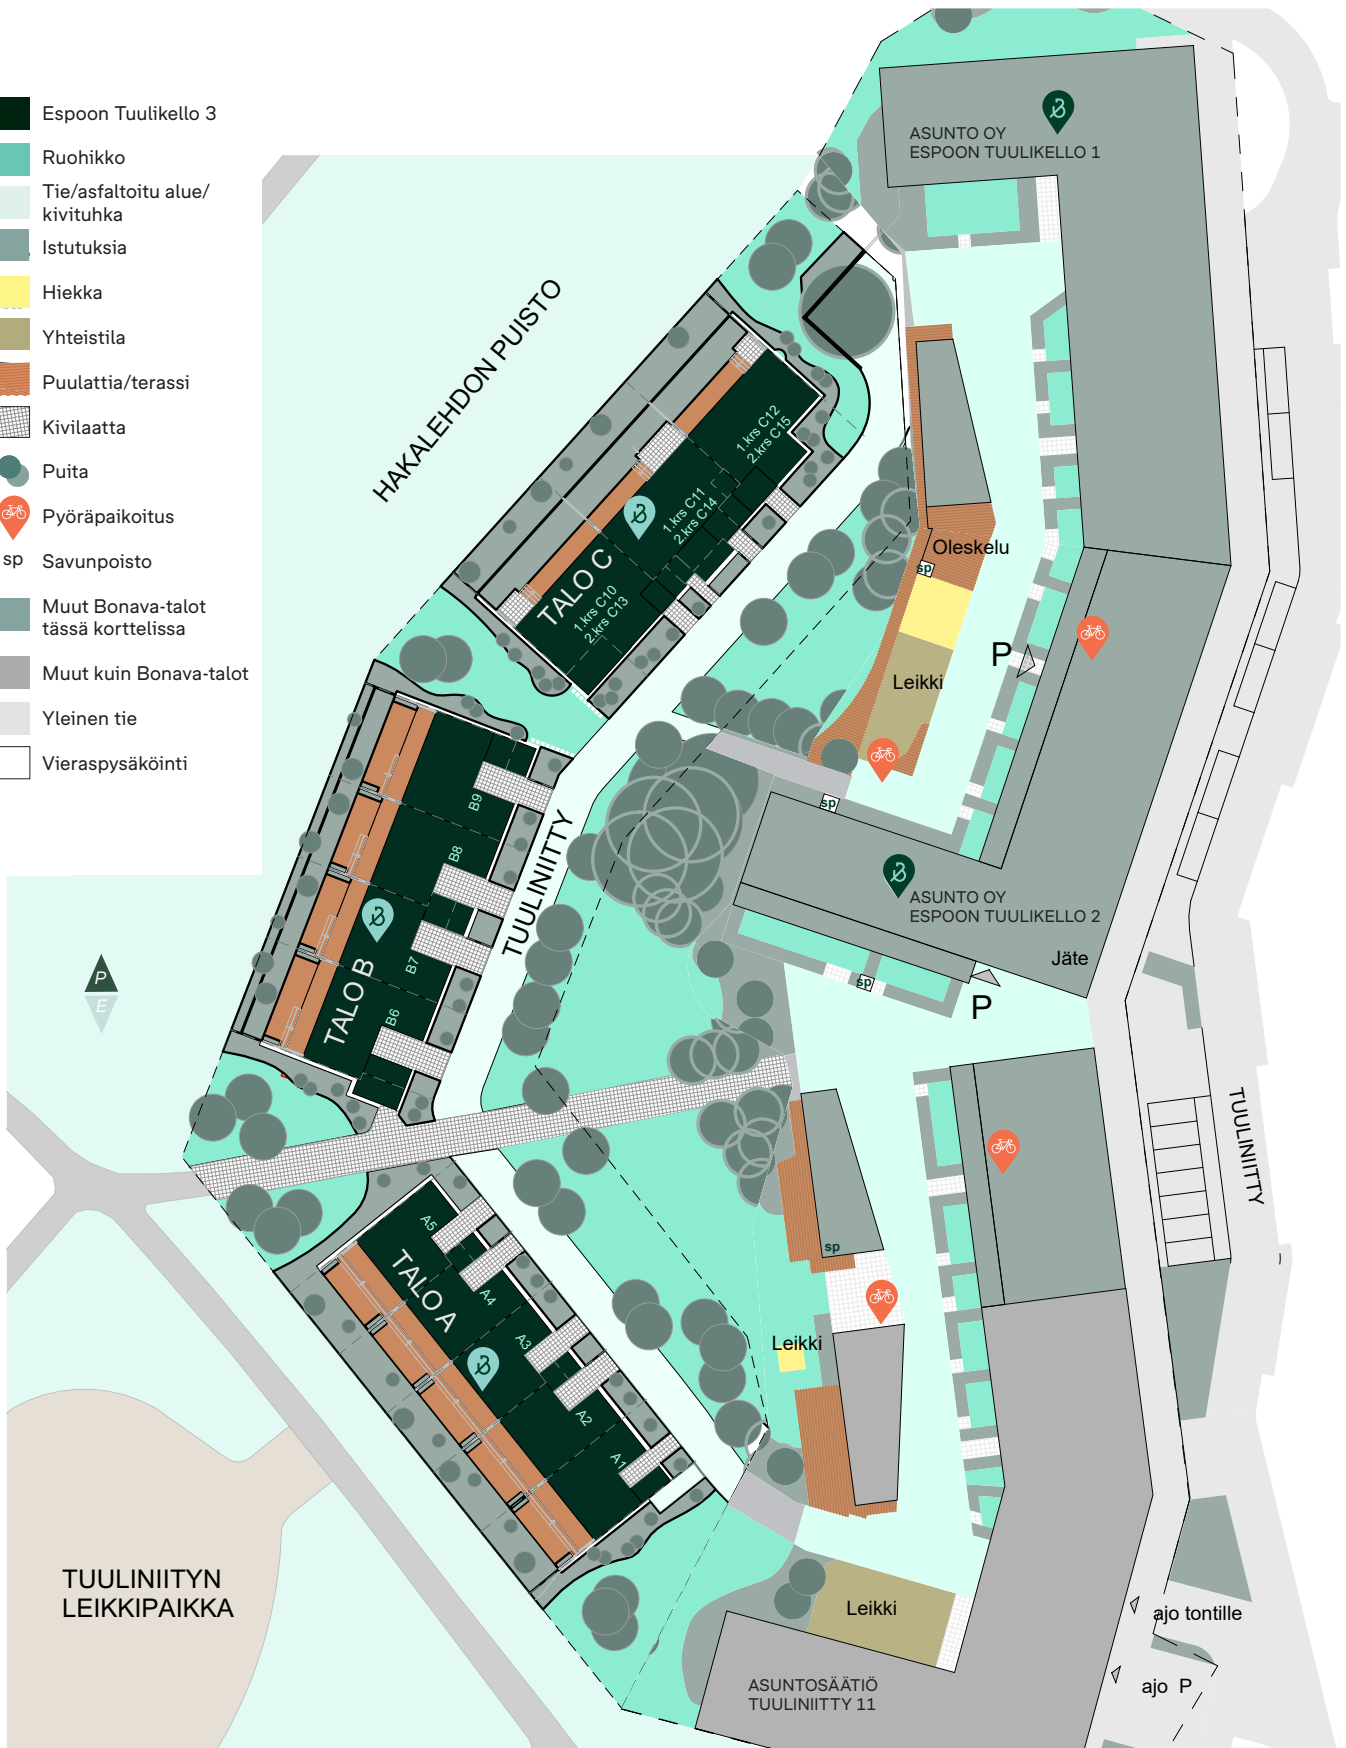 Espoon Tuulikello 3
Ruohikko
Tie/asfaltoitu alue/
kivituhka
Istutuksia
Hiekka
Yhteistila
Puulattia/terassi
Kivilaatta
Puita
Pyöräpaikoitus
sp Savunpoisto
Muut Bonava-talot
tässä korttelissa
Muut kuin Bonava-talot
Yleinen tie
Vieraspysäköinti
P
E
HAKALEHDON PUISTO
ASUNTO OY
ESPOON TUULIKELLO 1
1.krs C12
2.krs C15
1.krs C11
2.krs C14
TALO C
1.krs C10
2.krs C13
Oleskelu
sp
P
Leikki
sp
ASUNTO OY
ESPOON TUULIKELLO 2
Jäte
sp
P
TUULINIITTY
B9
B8
B7
B6
TALO B
TUULINIITTY
sp
Leikki
TALO A
A5
A4
A3
A2
A1
TUULINIITYN
LEIKKIPAIKKA
Leikki
ajo tontille
ajo P
ASUNTOSÄÄTIÖ
TUULINIITTY 11